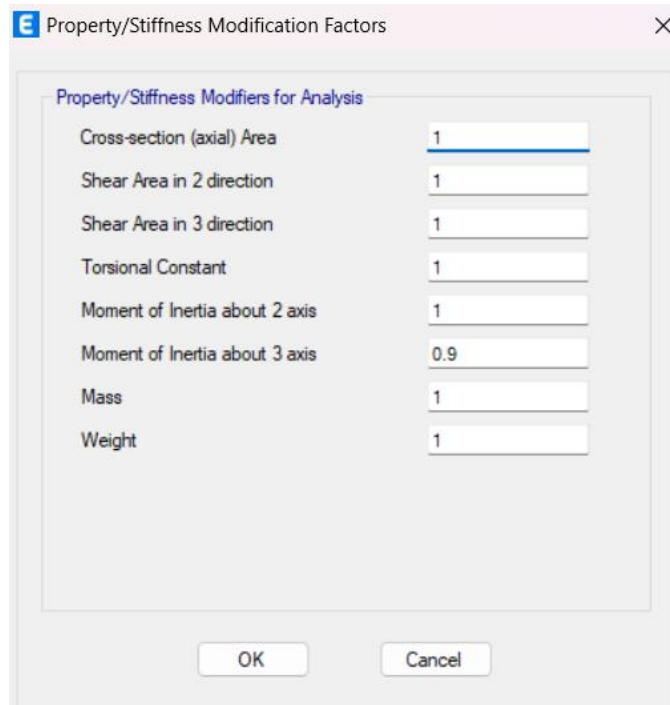 E Property/Stiffness Modification Factors
Property/Stiffness Modifiers for Analysis
Cross-section (axial) Area 1
Shear Area in 2 direction 1
Shear Area in 3 direction 1
Torsional Constant 1
Moment of Inertia about 2 axis 1
Moment of Inertia about 3 axis 0.9
Mass 1
Weight 1
OK Cancel